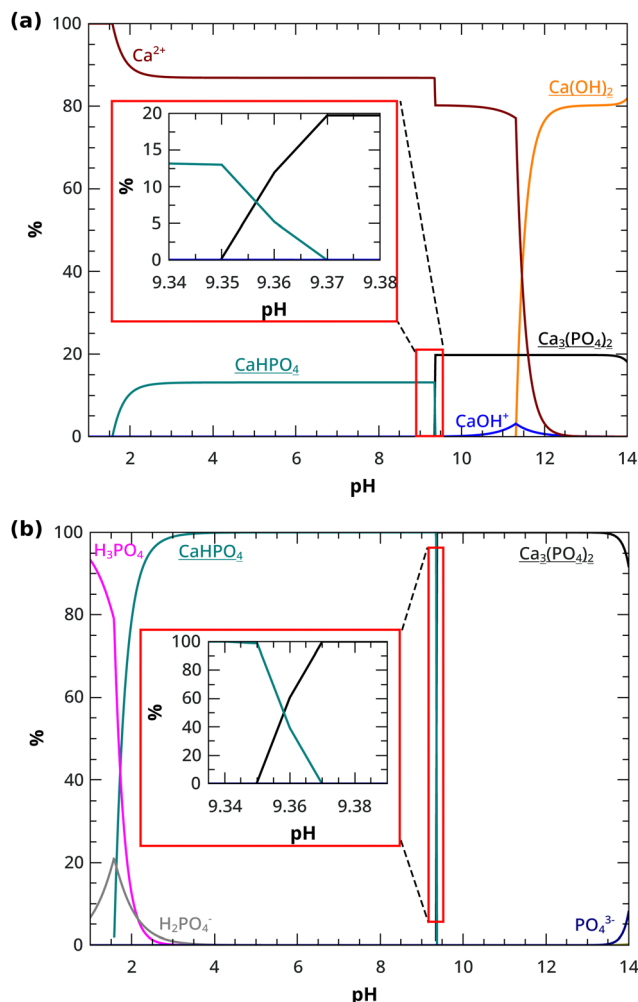 (a)
100
80
60
40
20
0
%
Ca²⁺
Ca(OH)₂
20
15
10
5
0
%
9.34 9.35 9.36 9.37 9.38
pH
CaHPO₄
Ca₃(PO₄)₂
CaOH⁺
2 4 6 8 10 12 14
pH
(b)
100
80
60
40
20
0
%
H₃PO₄
CaHPO₄
Ca₃(PO₄)₂
100
80
60
40
20
0
%
9.34 9.36 9.38
pH
H₂PO₄⁻
PO₄³⁻
2 4 6 8 10 12 14
pH